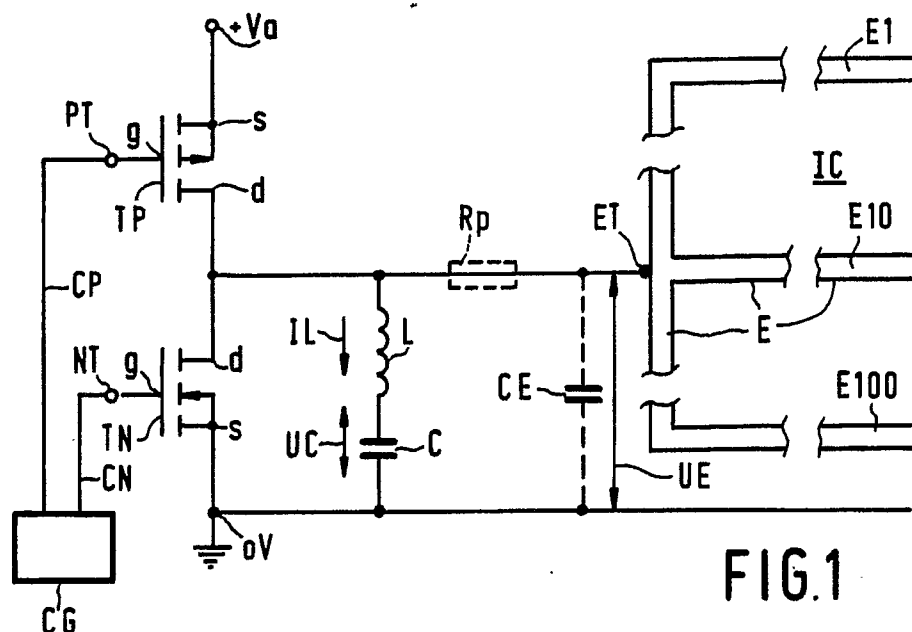 +Va
E1
PT
g
s
IC
TP
d
Rp
ET
E10
CP
IL
L
E
NT
g
d
CE
E100
TN
s
UC
C
UE
CN
oV
CG
FIG.1